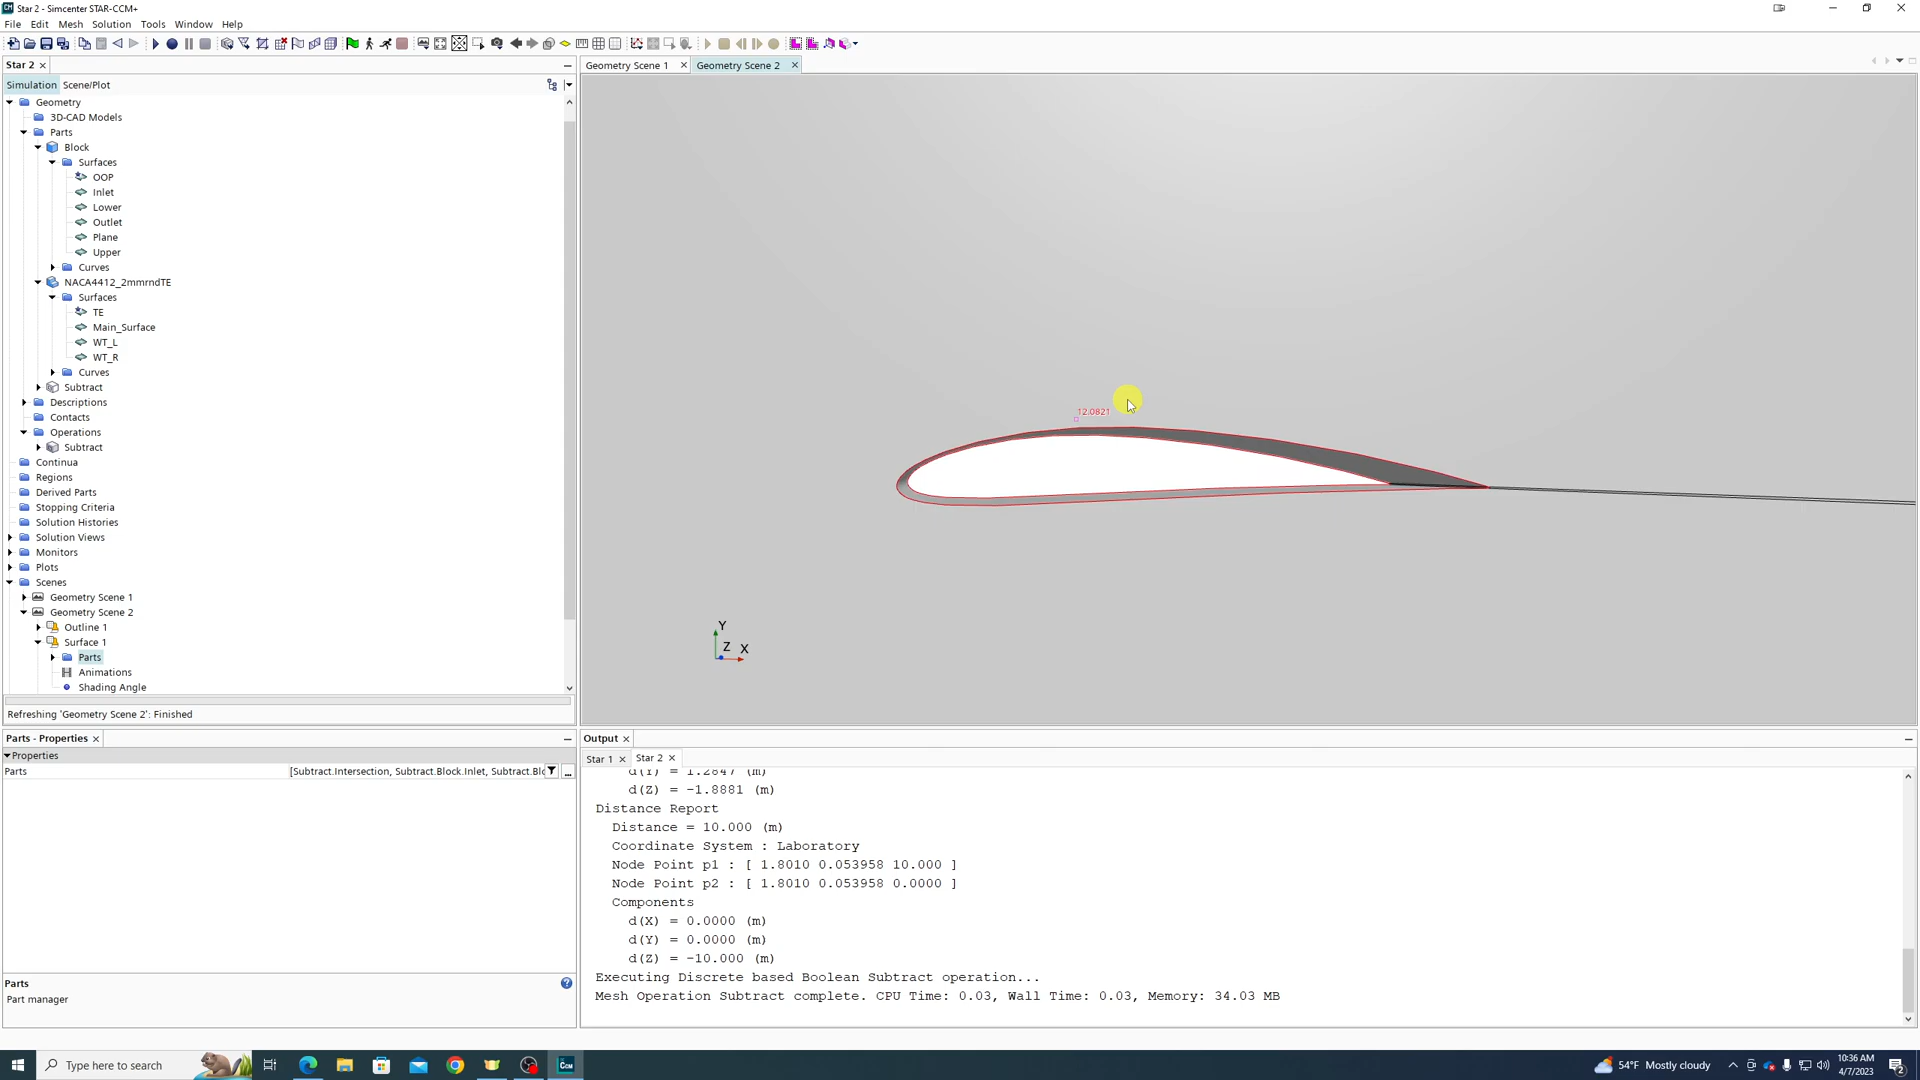 Star 2 - Simcenter STAR-CCM+
File Edit Mesh Solution Tools Window Help
Star 2
Simulation Scene/Plot
Geometry
3D-CAD Models
Parts
Block
Surfaces
OOP
Inlet
Lower
Outlet
Plane
Upper
Curves
NACA4412_2mmrndTE
Surfaces
TE
Main_Surface
WT_L
WT_R
Curves
Subtract
Descriptions
Contacts
Operations
Subtract
Continua
Regions
Derived Parts
Stopping Criteria
Solution Histories
Solution Views
Monitors
Plots
Scenes
Geometry Scene 1
Geometry Scene 2
Outline 1
Surface 1
Parts
Animations
Shading Angle
Refreshing 'Geometry Scene 2': Finished
Parts - Properties
Properties
Parts [Subtract.Intersection, Subtract.Block.Inlet, Subtract.Blc ...
Parts
Part manager
Geometry Scene 1 Geometry Scene 2
12.0821
Y
Z X
Output
Star 1 Star 2
d(Y) = 1.2847 (m)
d(Z) = -1.8881 (m)
Distance Report
Distance = 10.000 (m)
Coordinate System : Laboratory
Node Point p1 : [ 1.8010 0.053958 10.000 ]
Node Point p2 : [ 1.8010 0.053958 0.0000 ]
Components
d(X) = 0.0000 (m)
d(Y) = 0.0000 (m)
d(Z) = -10.000 (m)
Executing Discrete based Boolean Subtract operation...
Mesh Operation Subtract complete. CPU Time: 0.03, Wall Time: 0.03, Memory: 34.03 MB
Type here to search
CCM
54°F Mostly cloudy
10:36 AM
4/7/2023
2